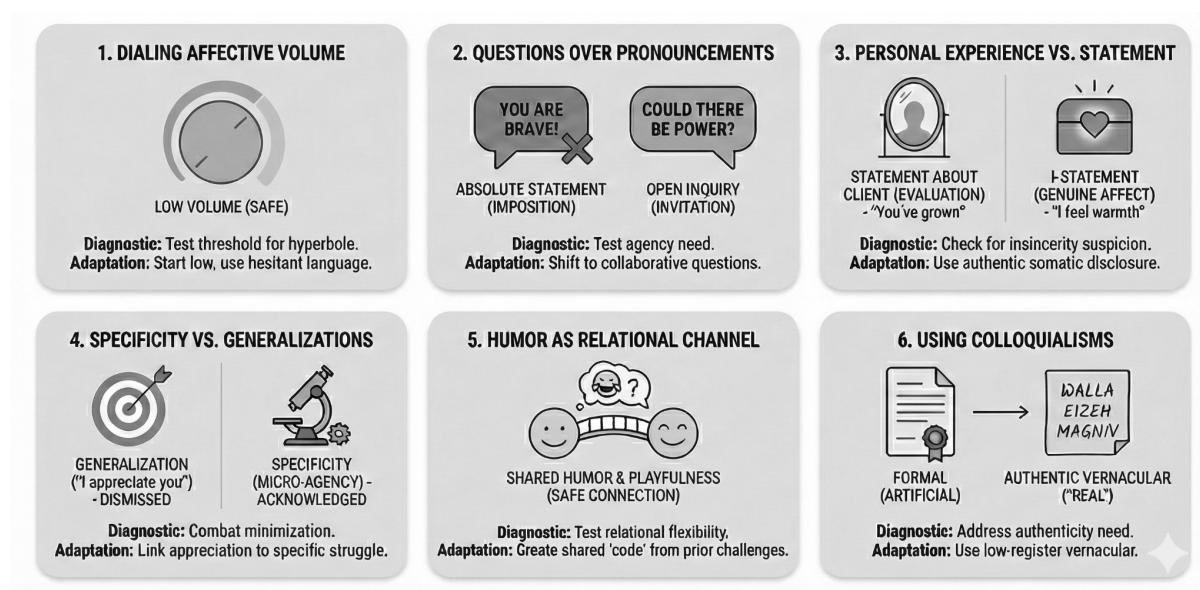 1. DIALING AFFECTIVE VOLUME
LOW VOLUME (SAFE)
Diagnostic: Test threshold for hyperbole.
Adaptation: Start low, use hesitant language.
2. QUESTIONS OVER PRONOUNCEMENTS
YOU ARE
BRAVE!
COULD THERE
BE POWER?
ABSOLUTE STATEMENT
(IMPOSITION)
OPEN INQUIRY
(INVITATION)
Diagnostic: Test agency need.
Adaptation: Shift to collaborative questions.
3. PERSONAL EXPERIENCE VS. STATEMENT
STATEMENT ABOUT
CLIENT (EVALUATION)
- "You've grown"
I-STATEMENT
(GENUINE AFFECT)
- "I feel warmth"
Diagnostic: Check for insincerity suspicion.
Adaptation: Use authentic somatic disclosure.
4. SPECIFICITY VS. GENERALIZATIONS
GENERALIZATION
("I appreciate you")
- DISMISSED
SPECIFICITY
(MICRO-AGENCY) -
ACKNOWLEDGED
Diagnostic: Combat minimization.
Adaptation: Link appreciation to specific struggle.
5. HUMOR AS RELATIONAL CHANNEL
?
SHARED HUMOR & PLAYFULNESS
(SAFE CONNECTION)
Diagnostic: Test relational flexibility,
Adaptation: Create shared 'code' from prior challenges.
6. USING COLLOQUIALISMS
WALLA
EIZEH
MAGNIV
FORMAL
(ARTIFICIAL)
AUTHENTIC VERNACULAR
("REAL")
Diagnostic: Address authenticity need.
Adaptation: Use low-register vernacular.